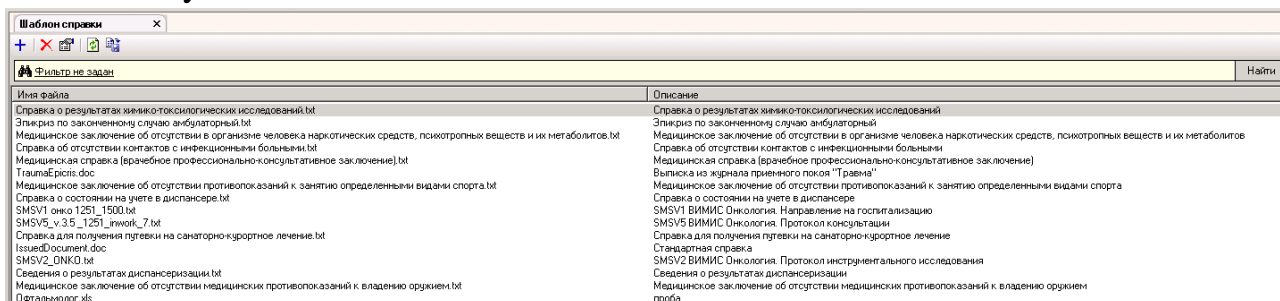 Шаблон справки
Фильтр не задан Найти
Имя файла Описание
Справка о результатах химико-токсилогических исследований.txt Справка о результатах химико-токсилогических исследований
Эпикриз по законченному случаю амбулаторный.txt Эпикриз по законченному случаю амбулаторный
Медицинское заключение об отсутствии в организме человека наркотических средств, психотропных веществ и их метаболитов.txt Медицинское заключение об отсутствии в организме человека наркотических средств, психотропных веществ и их метаболитов
Справка об отсутствии контактов с инфекционными больными.txt Справка об отсутствии контактов с инфекционными больными
Медицинская справка (врачебное профессионально-консультативное заключение).txt Медицинская справка (врачебное профессионально-консультативное заключение)
TraumaEpicris.doc Выписка из журнала приемного покоя "Травма"
Медицинское заключение об отсутствии противопоказаний к занятию определенными видами спорта.txt Медицинское заключение об отсутствии противопоказаний к занятию определенными видами спорта
Справка о состоянии на учете в диспансере.txt Справка о состоянии на учете в диспансере
SMSV1 онко 1251_1500.txt SMSV1 ВИМИС Онкология. Направление на госпитализацию
SMSV5_v.3.5_1251_inwork_7.txt SMSV5 ВИМИС Онкология. Протокол консультации
Справка для получения путевки на санаторно-курортное лечение.txt Справка для получения путевки на санаторно-курортное лечение
IssuedDocument.doc Стандартная справка
SMSV2_ONKO.txt SMSV2 ВИМИС Онкология. Протокол инструментального исследования
Сведения о результатах диспансеризации.txt Сведения о результатах диспансеризации
Медицинское заключение об отсутствии медицинских противопоказаний к владению оружием.txt Медицинское заключение об отсутствии медицинских противопоказаний к владению оружием
Офтальмолог.xls проба